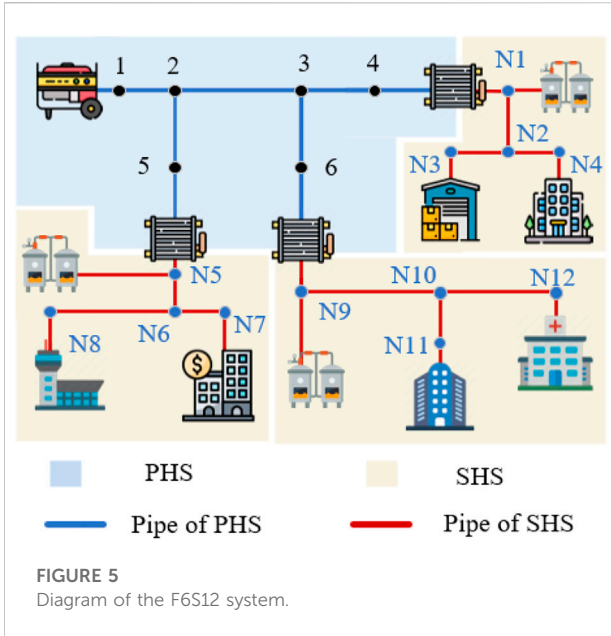 1 2 3 4 N1
N2
N3 N4
5 6
N5 N10 N12
N9
N8 N6 N7 N11
$
PHS SHS
Pipe of PHS Pipe of SHS
FIGURE 5
Diagram of the F6S12 system.